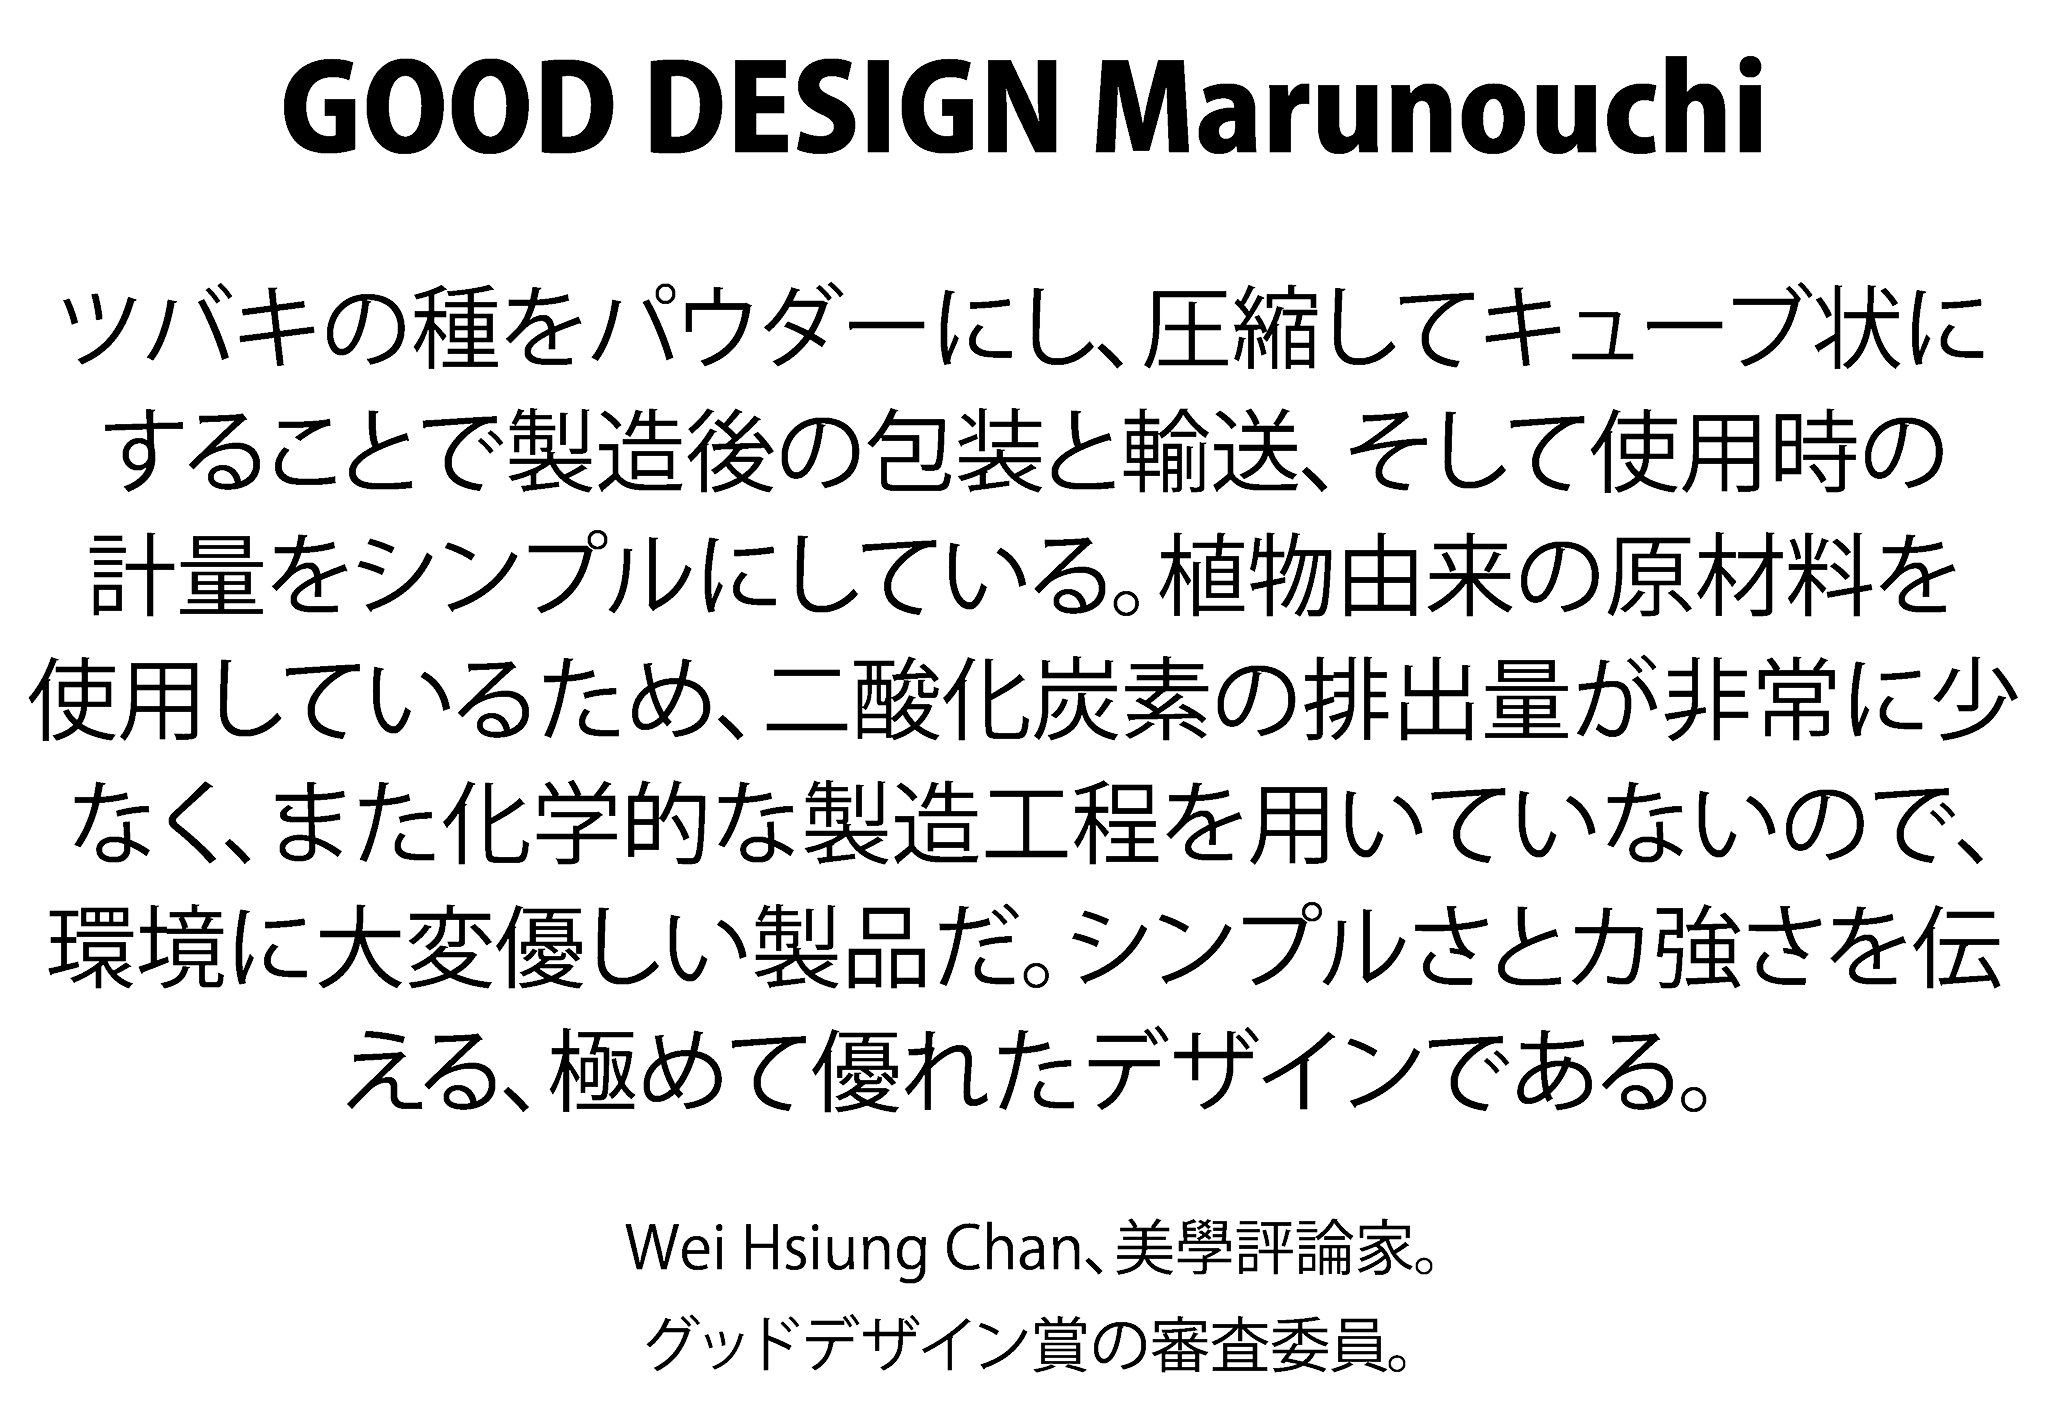 GOOD DESIGN Marunouchi
ツバキの種をパウダーにし、圧縮してキューブ状に
することで製造後の包装と輸送、そして使用時の
計量をシンプルにしている。植物由来の原材料を
使用しているため、二酸化炭素の排出量が非常に少
なく、また化学的な製造工程を用いていないので、
環境に大変優しい製品だ。シンプルさと力強さを伝
える、極めて優れたデザインである。
Wei Hsiung Chan、美學評論家。
グッドデザイン賞の審査委員。